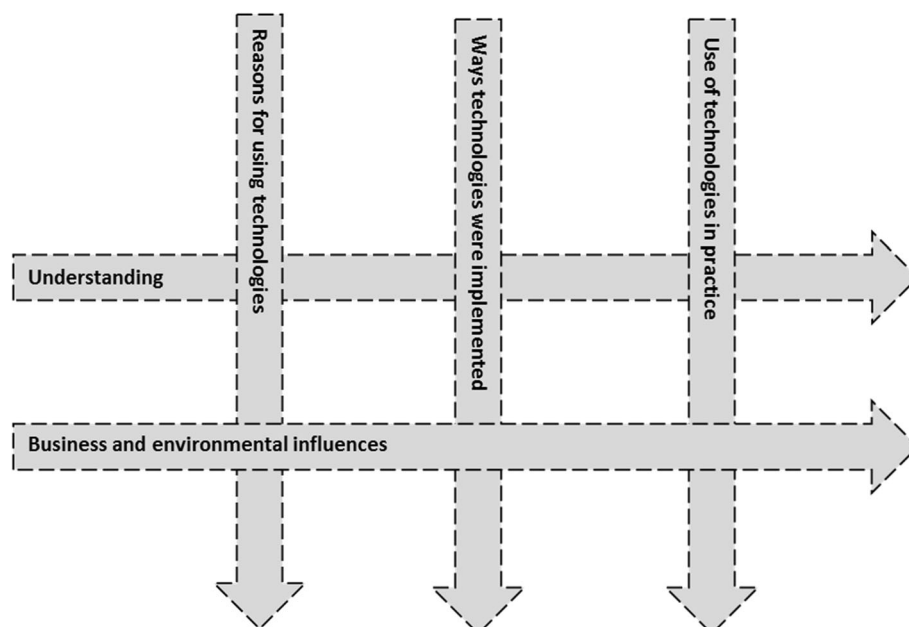 Reasons for using technologies
Ways technologies were implemented
Use of technologies in practice
Understanding
Business and environmental influences